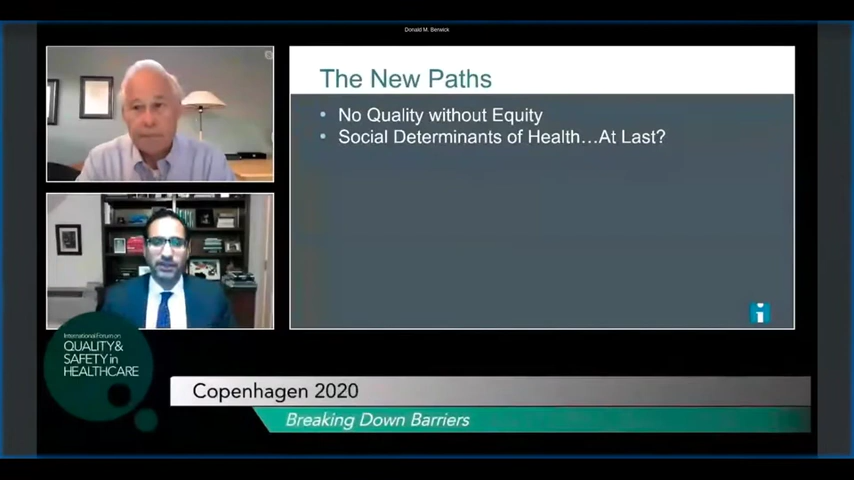 Donald M. Berwick
The New Paths
• No Quality without Equity
• Social Determinants of Health...At Last?
International Forum on
QUALITY&
SAFETY in
HEALTHCARE
Copenhagen 2020
Breaking Down Barriers